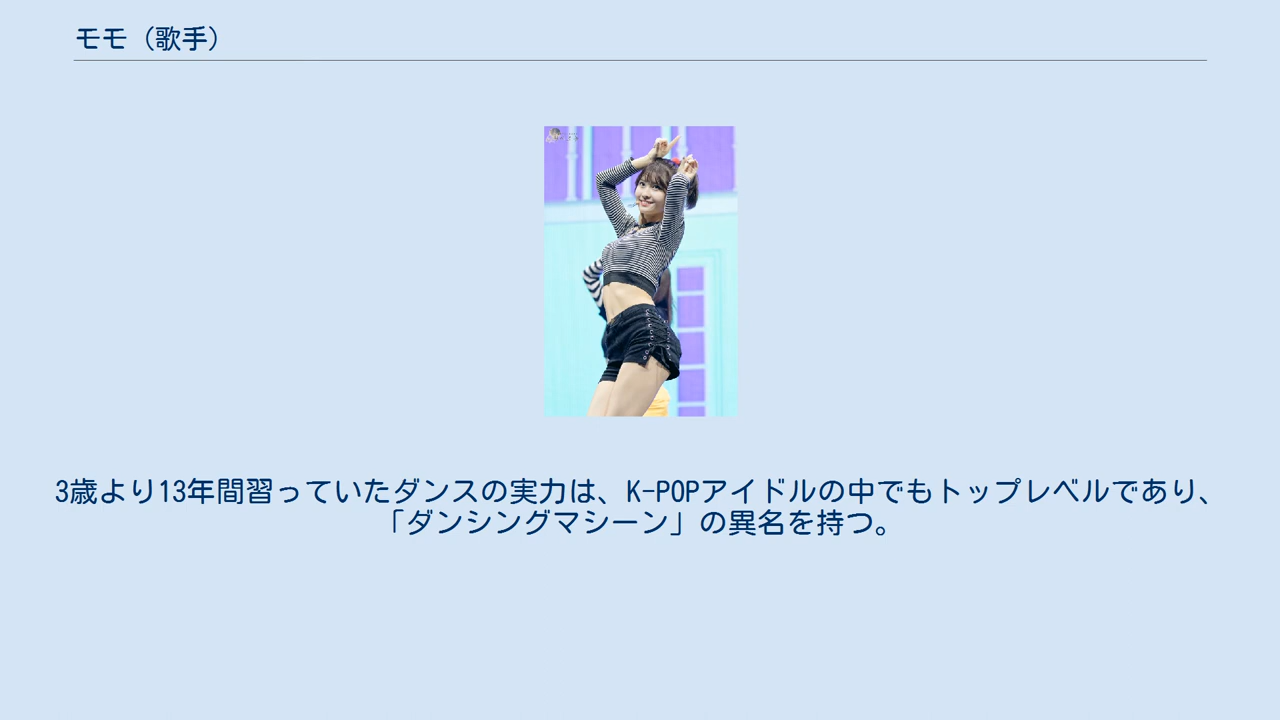 モモ（歌手）
3歳より13年間習っていたダンスの実力は、K-POPアイドルの中でもトップレベルであり、
「ダンシングマシーン」の異名を持つ。